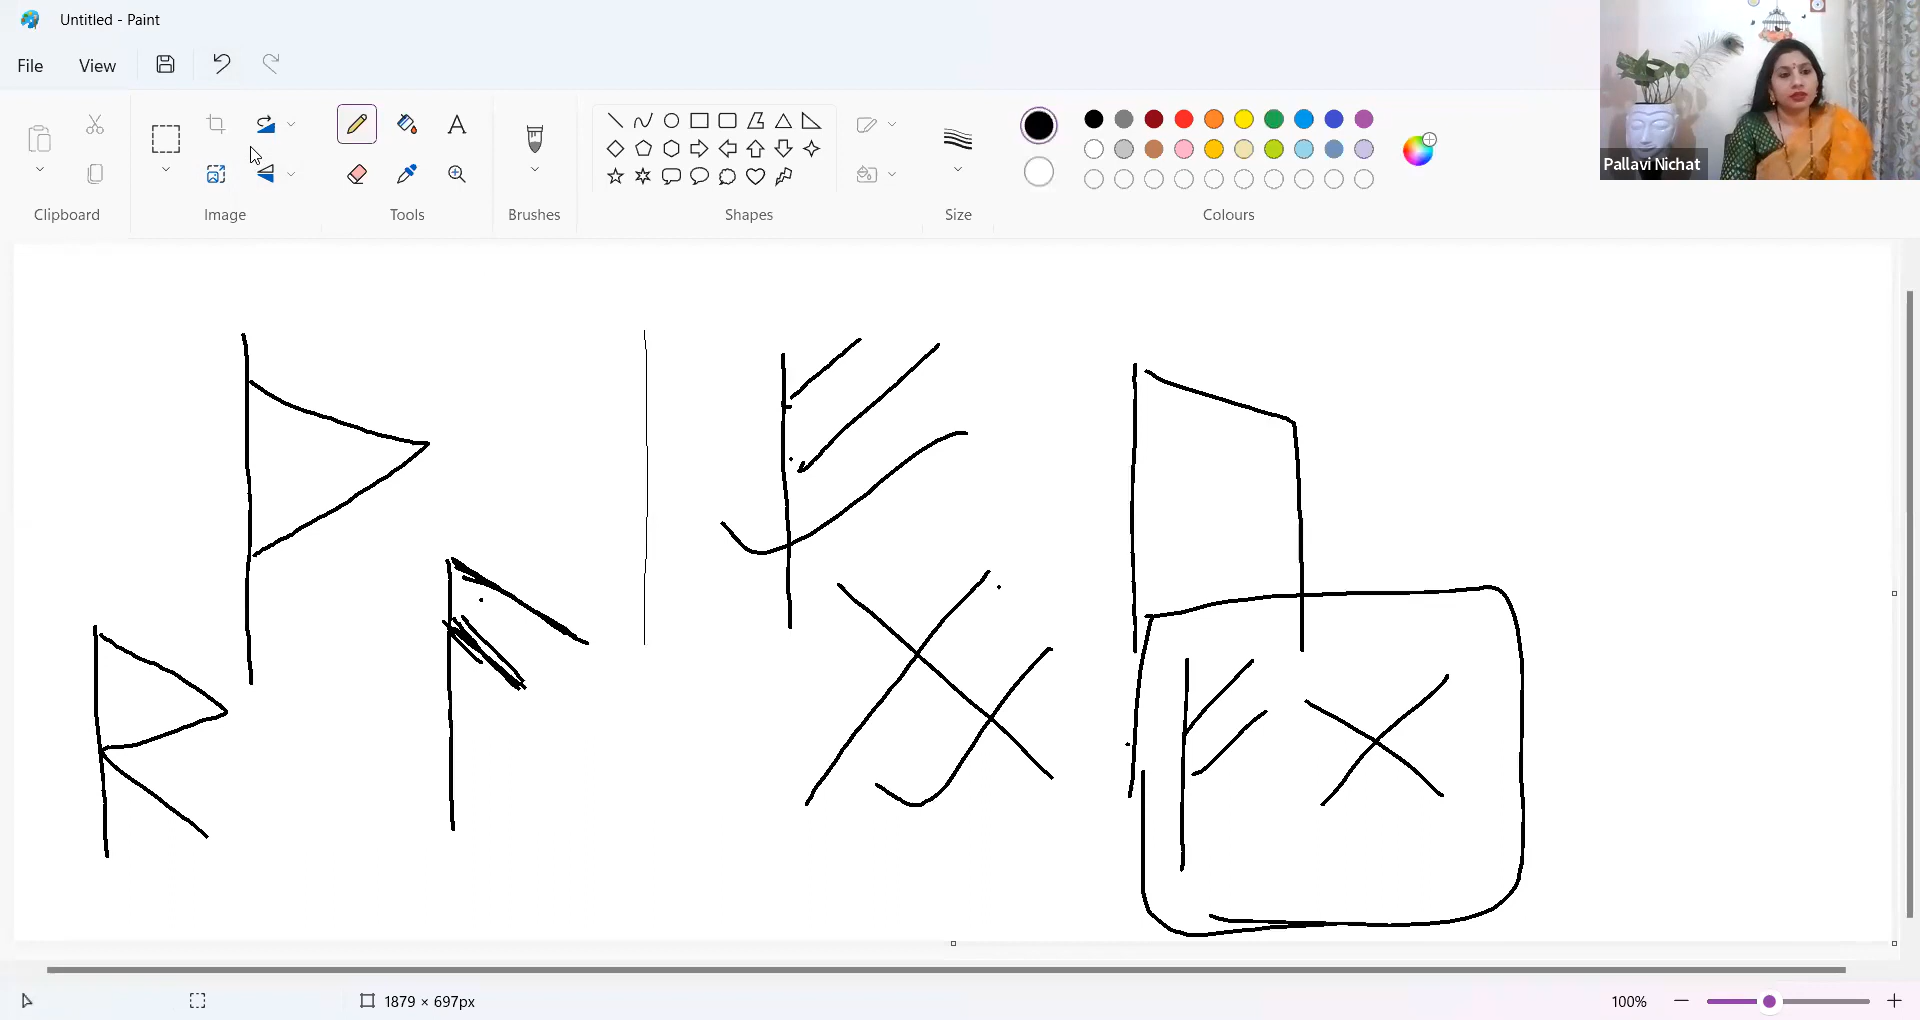 Untitled - Paint
File View
Clipboard Image Tools Brushes Shapes Size Colours
Pallavi Nichat
ᚦ ᚠ ᚢ
ᚱ ᚨ ᚷ ᚠ ᚷ
1879 × 697px 100%